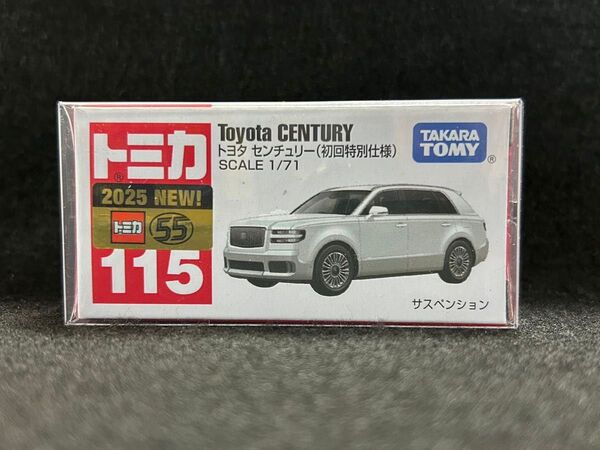 トミカ
®
2025 NEW!
トミカ 55
115
Toyota CENTURY
トヨタ センチュリー(初回特別仕様)
SCALE 1/71
TAKARA
TOMY
®
サスペンション